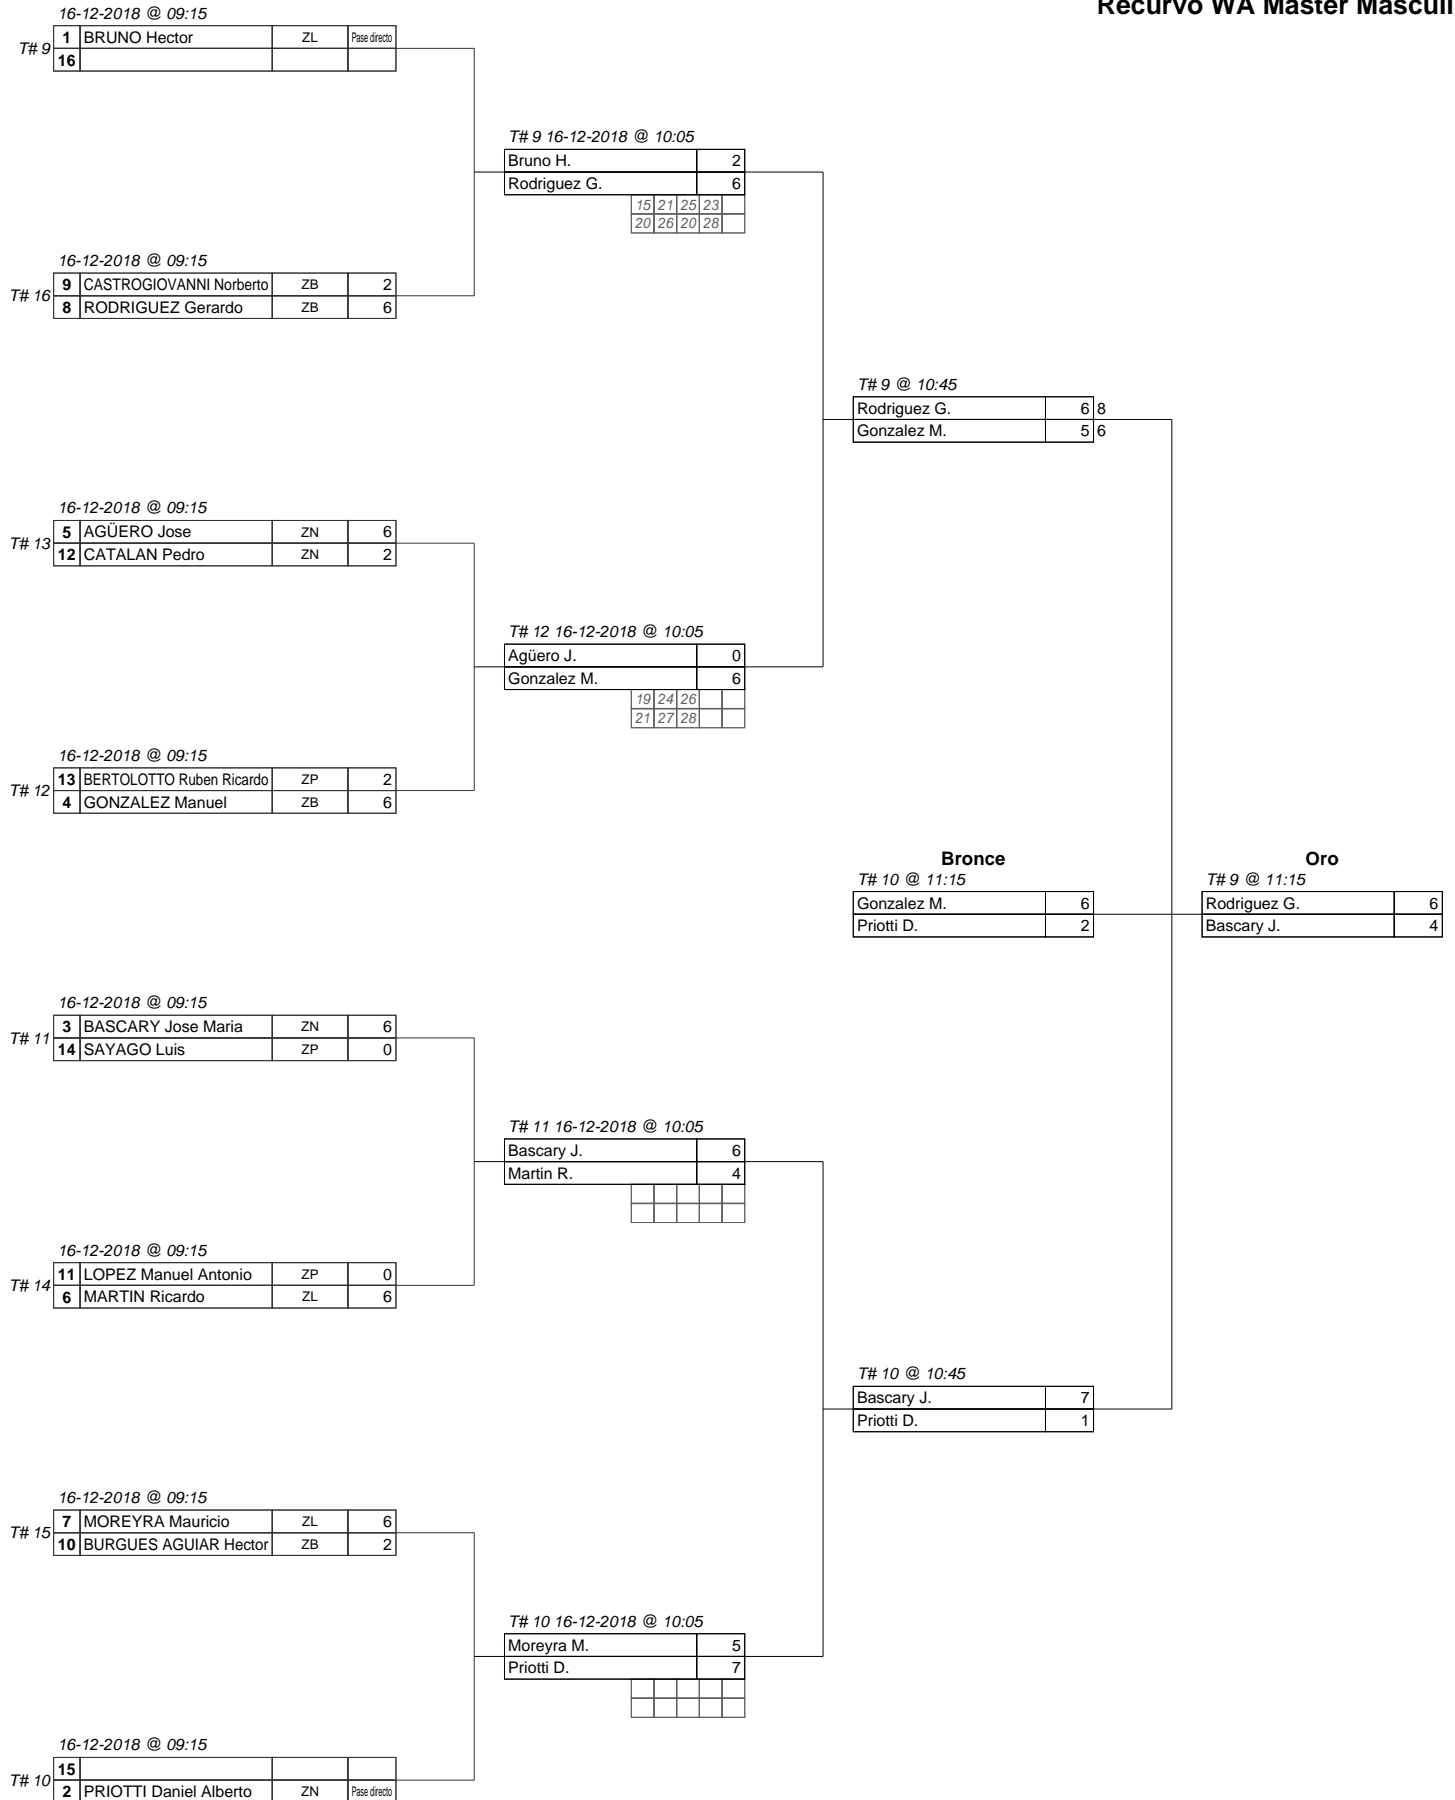 Recurvo WA Master Masculi
16-12-2018 @ 09:15
T# 9
1 BRUNO Hector ZL Pase directo
16
T# 9 16-12-2018 @ 10:05
Bruno H. 2
Rodriguez G. 6
15 21 25 23
20 26 20 28
16-12-2018 @ 09:15
T# 16
9 CASTROGIOVANNI Norberto ZB 2
8 RODRIGUEZ Gerardo ZB 6
T# 9 @ 10:45
Rodriguez G. 6 8
Gonzalez M. 5 6
16-12-2018 @ 09:15
T# 13
5 AGÜERO Jose ZN 6
12 CATALAN Pedro ZN 2
T# 12 16-12-2018 @ 10:05
Agüero J. 0
Gonzalez M. 6
19 24 26
21 27 28
16-12-2018 @ 09:15
T# 12
13 BERTOLOTTO Ruben Ricardo ZP 2
4 GONZALEZ Manuel ZB 6
Bronce
T# 10 @ 11:15
Gonzalez M. 6
Priotti D. 2
Oro
T# 9 @ 11:15
Rodriguez G. 6
Bascary J. 4
16-12-2018 @ 09:15
T# 11
3 BASCARY Jose Maria ZN 6
14 SAYAGO Luis ZP 0
T# 11 16-12-2018 @ 10:05
Bascary J. 6
Martin R. 4
16-12-2018 @ 09:15
T# 14
11 LOPEZ Manuel Antonio ZP 0
6 MARTIN Ricardo ZL 6
T# 10 @ 10:45
Bascary J. 7
Priotti D. 1
16-12-2018 @ 09:15
T# 15
7 MOREYRA Mauricio ZL 6
10 BURGUES AGUIAR Hector ZB 2
T# 10 16-12-2018 @ 10:05
Moreyra M. 5
Priotti D. 7
16-12-2018 @ 09:15
T# 10
15
2 PRIOTTI Daniel Alberto ZN Pase directo